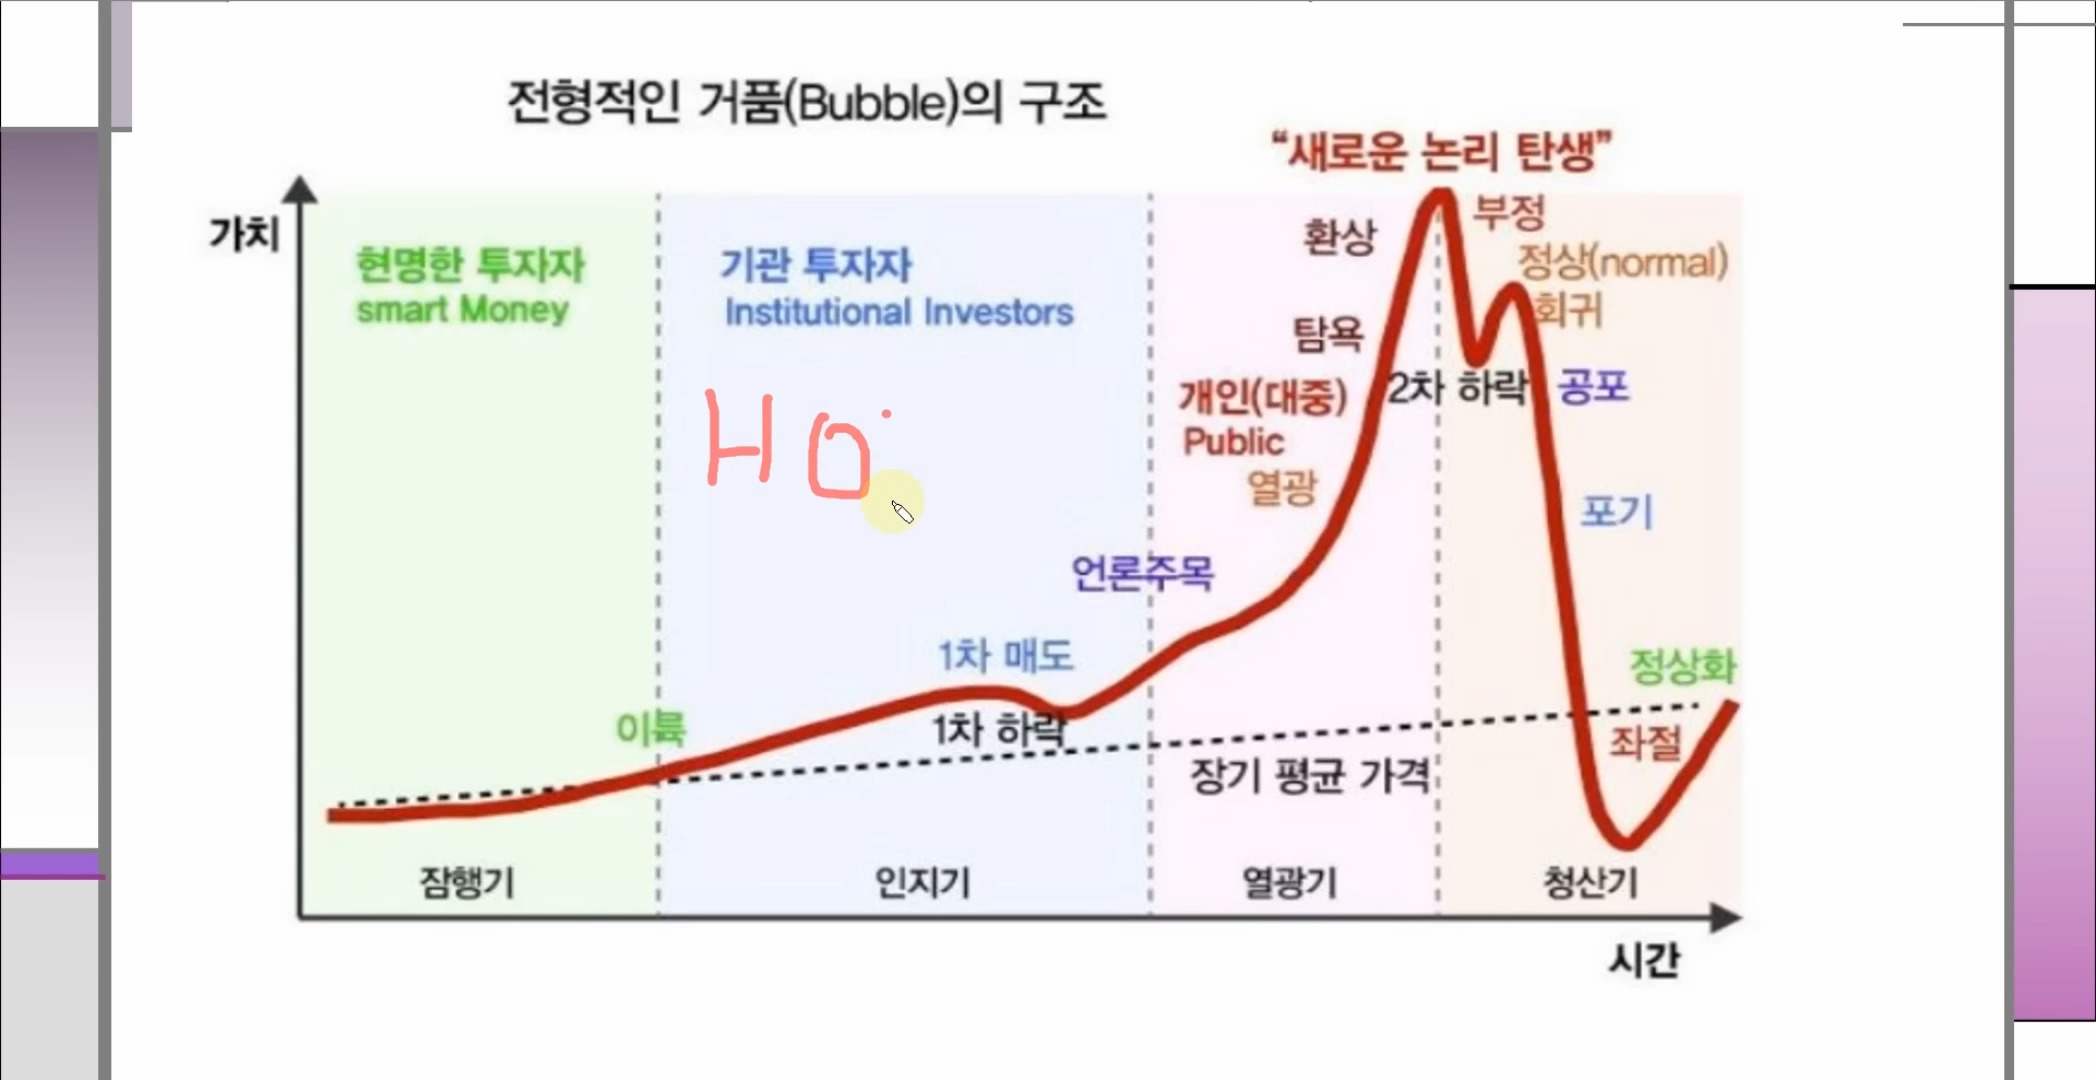 전형적인 거품(Bubble)의 구조
“새로운 논리 탄생”
가치
현명한 투자자
smart Money
기관 투자자
Institutional Investors
환상
부정
정상(normal)
회귀
탐욕
개인(대중)
Public
2차 하락
공포
HO
열광
포기
언론주목
1차 매도
정상화
이륙
1차 하락
좌절
장기 평균 가격
잠행기
인지기
열광기
청산기
시간